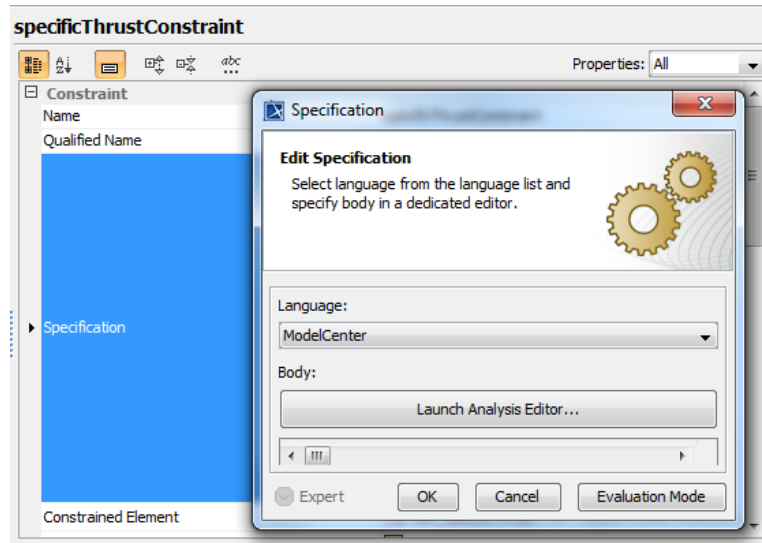 specificThrustConstraint
A
Z
abc
Properties: All
Constraint
Name
Qualified Name
Specification
Constrained Element
Specification
X
Edit Specification
Select language from the language list and
specify body in a dedicated editor.
Language:
ModelCenter
Body:
Launch Analysis Editor...
Expert
OK
Cancel
Evaluation Mode